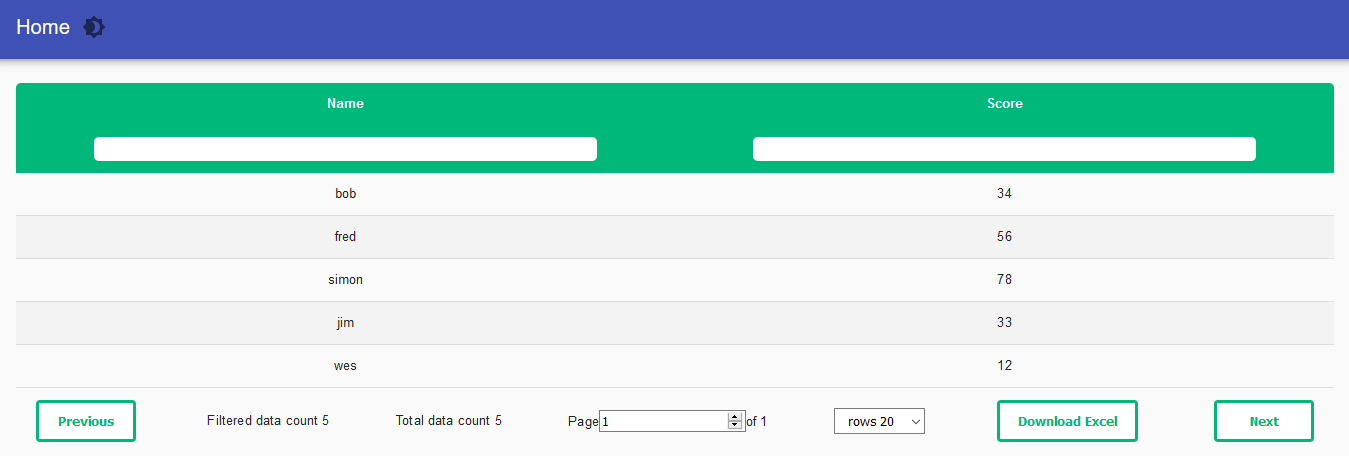 Home
Name Score
bob 34
fred 56
simon 78
jim 33
wes 12
Previous Filtered data count 5 Total data count 5 Page 1 of 1 rows 20 Download Excel Next